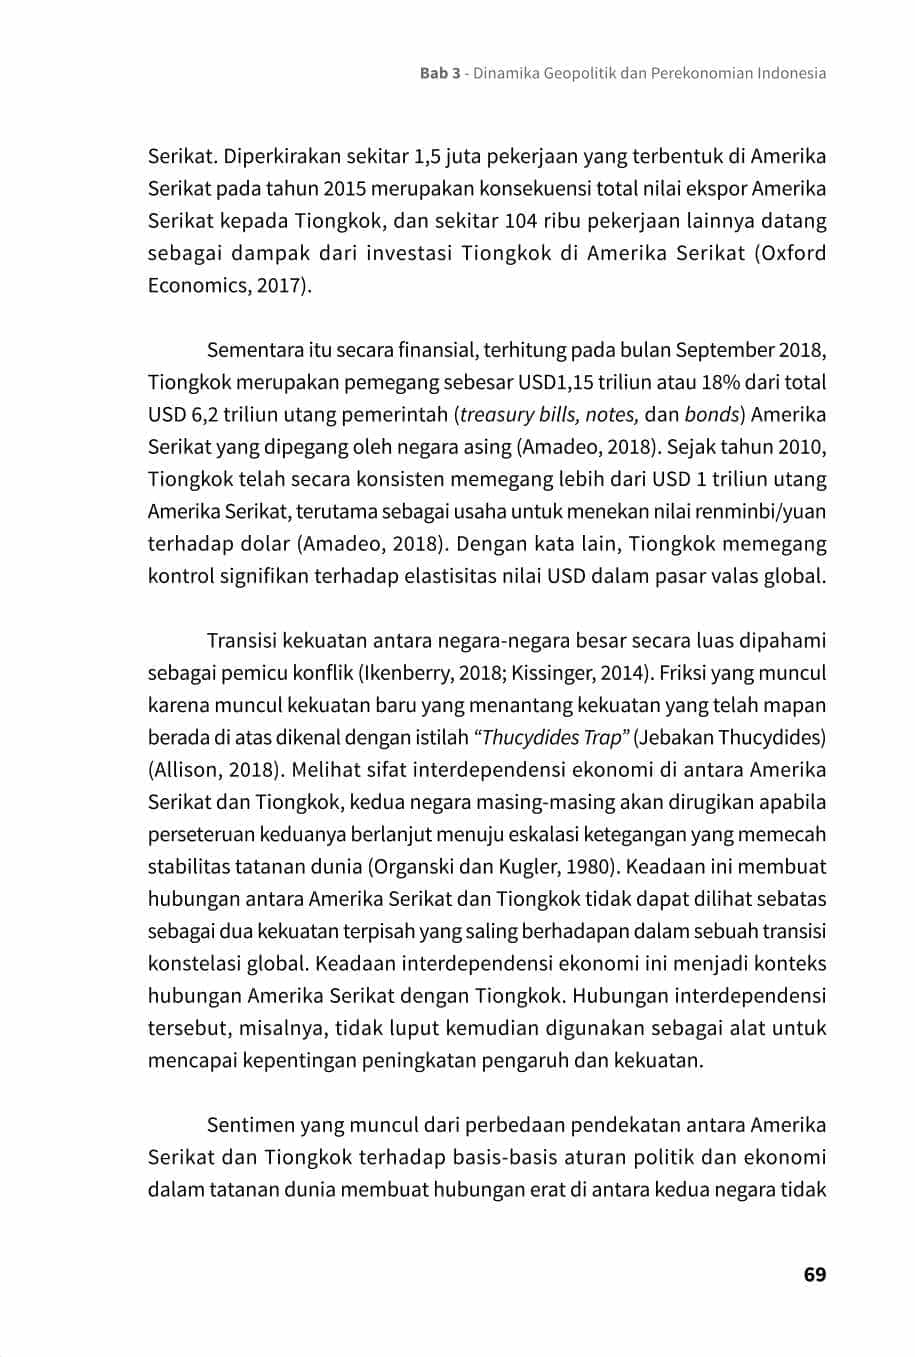 Bab 3 - Dinamika Geopolitik dan Perekonomian Indonesia
Serikat. Diperkirakan sekitar 1,5 juta pekerjaan yang terbentuk di Amerika
Serikat pada tahun 2015 merupakan konsekuensi total nilai ekspor Amerika
Serikat kepada Tiongkok, dan sekitar 104 ribu pekerjaan lainnya datang
sebagai dampak dari investasi Tiongkok di Amerika Serikat (Oxford
Economics, 2017).
Sementara itu secara finansial, terhitung pada bulan September 2018,
Tiongkok merupakan pemegang sebesar USD1,15 triliun atau 18% dari total
USD 6,2 triliun utang pemerintah (treasury bills, notes, dan bonds) Amerika
Serikat yang dipegang oleh negara asing (Amadeo, 2018). Sejak tahun 2010,
Tiongkok telah secara konsisten memegang lebih dari USD 1 triliun utang
Amerika Serikat, terutama sebagai usaha untuk menekan nilai renminbi/yuan
terhadap dolar (Amadeo, 2018). Dengan kata lain, Tiongkok memegang
kontrol signifikan terhadap elastisitas nilai USD dalam pasar valas global.
Transisi kekuatan antara negara-negara besar secara luas dipahami
sebagai pemicu konflik (Ikenberry, 2018; Kissinger, 2014). Friksi yang muncul
karena muncul kekuatan baru yang menantang kekuatan yang telah mapan
berada di atas dikenal dengan istilah “Thucydides Trap” (Jebakan Thucydides)
(Allison, 2018). Melihat sifat interdependensi ekonomi di antara Amerika
Serikat dan Tiongkok, kedua negara masing-masing akan dirugikan apabila
perseteruan keduanya berlanjut menuju eskalasi ketegangan yang memecah
stabilitas tatanan dunia (Organski dan Kugler, 1980). Keadaan ini membuat
hubungan antara Amerika Serikat dan Tiongkok tidak dapat dilihat sebatas
sebagai dua kekuatan terpisah yang saling berhadapan dalam sebuah transisi
konstelasi global. Keadaan interdependensi ekonomi ini menjadi konteks
hubungan Amerika Serikat dengan Tiongkok. Hubungan interdependensi
tersebut, misalnya, tidak luput kemudian digunakan sebagai alat untuk
mencapai kepentingan peningkatan pengaruh dan kekuatan.
Sentimen yang muncul dari perbedaan pendekatan antara Amerika
Serikat dan Tiongkok terhadap basis-basis aturan politik dan ekonomi
dalam tatanan dunia membuat hubungan erat di antara kedua negara tidak
69